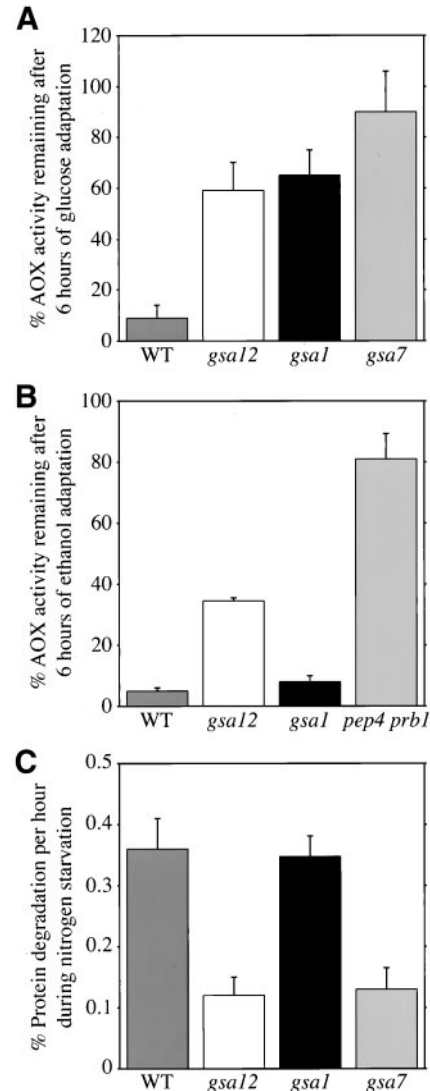 A
% AOX activity remaining after
6 hours of glucose adaptation
120
100
80
60
40
20
0
WT gsa12 gsa1 gsa7
B
% AOX activity remaining after
6 hours of ethanol adaptation
100
80
60
40
20
0
WT gsa12 gsa1 pep4 prb1
C
% Protein degradation per hour
during nitrogen starvation
0.5
0.4
0.3
0.2
0.1
0
WT gsa12 gsa1 gsa7